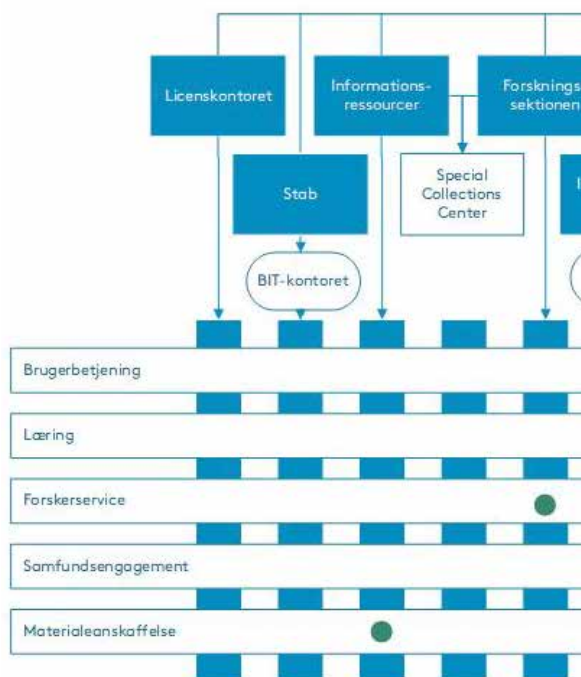 Licenskontoret
Informations-
ressourcer
Forsknings
sektionen
Stab
Special
Collections
Center
BIT-kontoret
Brugerbetjening
Læring
Forskerservice
Samfundsengagement
Materialeanskaffelse